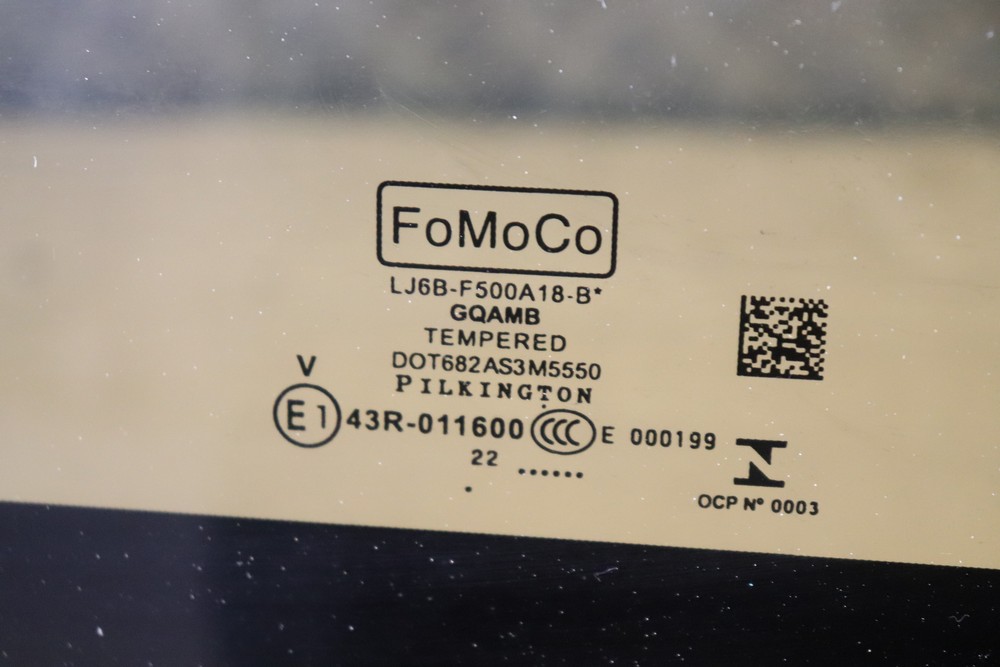 FoMoCo
LJ6B-F500A18-B*
GQAMB
TEMPERED
DOT682AS3M5550
PILKINGTON
V
E1 43R-011600 CCC E 000199
22 ......
.
OCP Nº 0003